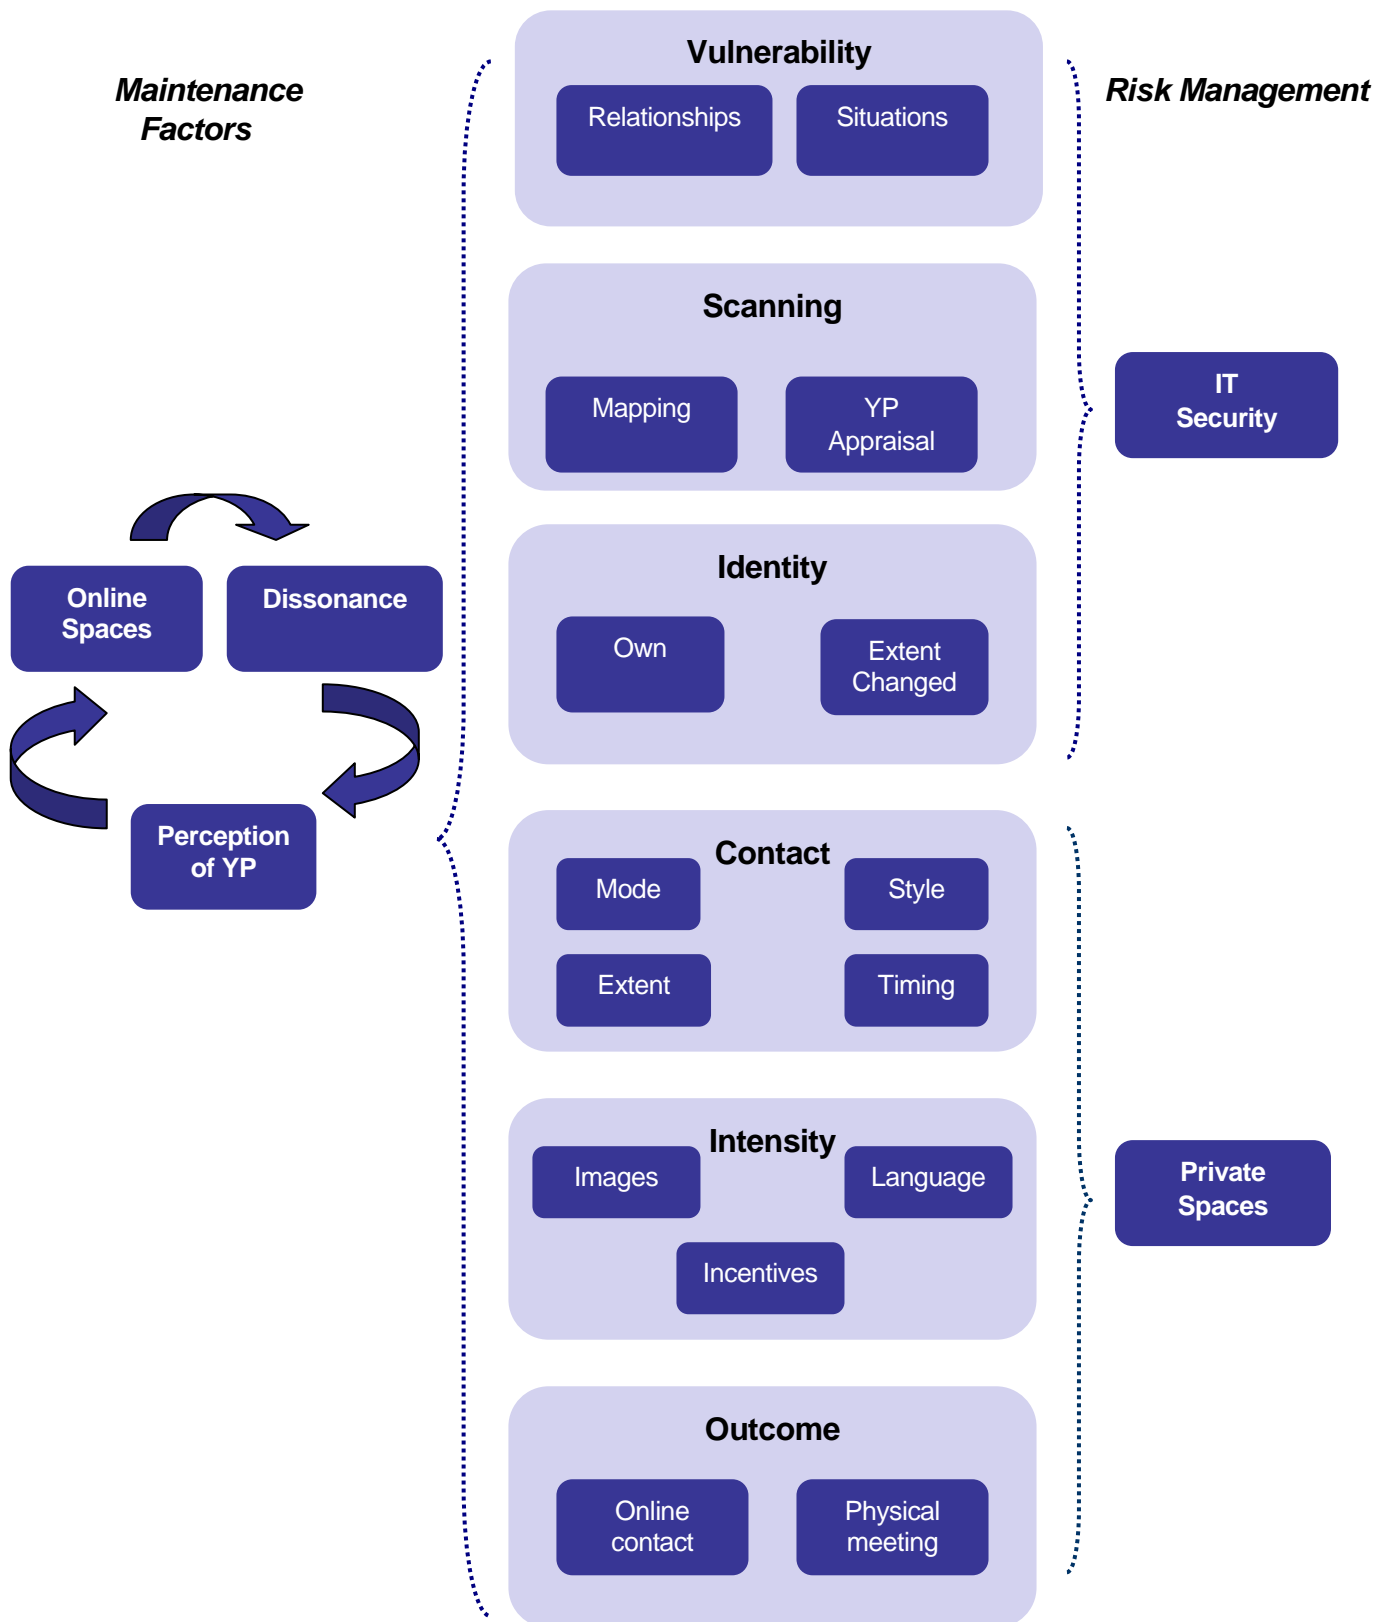 Maintenance
Factors
Online
Spaces
Dissonance
Perception
of YP
Vulnerability
Relationships
Situations
Scanning
Mapping
YP
Appraisal
Identity
Own
Extent
Changed
Contact
Mode
Style
Extent
Timing
Intensity
Images
Language
Incentives
Outcome
Online
contact
Physical
meeting
Risk Management
IT
Security
Private
Spaces